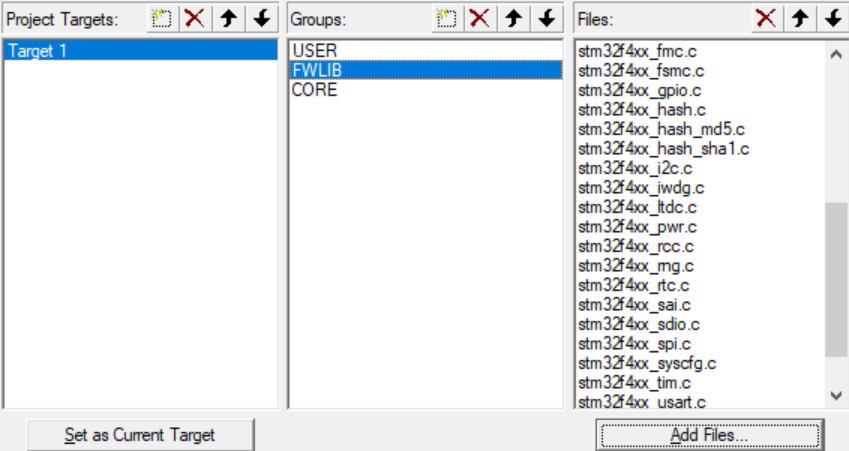 Project Targets:
Groups:
Files:
Target 1
USER
FWLIB
CORE
stm32f4xx_fmc.c
stm32f4xx_fsmc.c
stm32f4xx_gpio.c
stm32f4xx_hash.c
stm32f4xx_hash_md5.c
stm32f4xx_hash_sha1.c
stm32f4xx_i2c.c
stm32f4xx_iwdg.c
stm32f4xx_ltdc.c
stm32f4xx_pwr.c
stm32f4xx_rcc.c
stm32f4xx_rng.c
stm32f4xx_rtc.c
stm32f4xx_sai.c
stm32f4xx_sdio.c
stm32f4xx_spi.c
stm32f4xx_syscfg.c
stm32f4xx_tim.c
stm32f4xx_usart.c
Set as Current Target
Add Files...